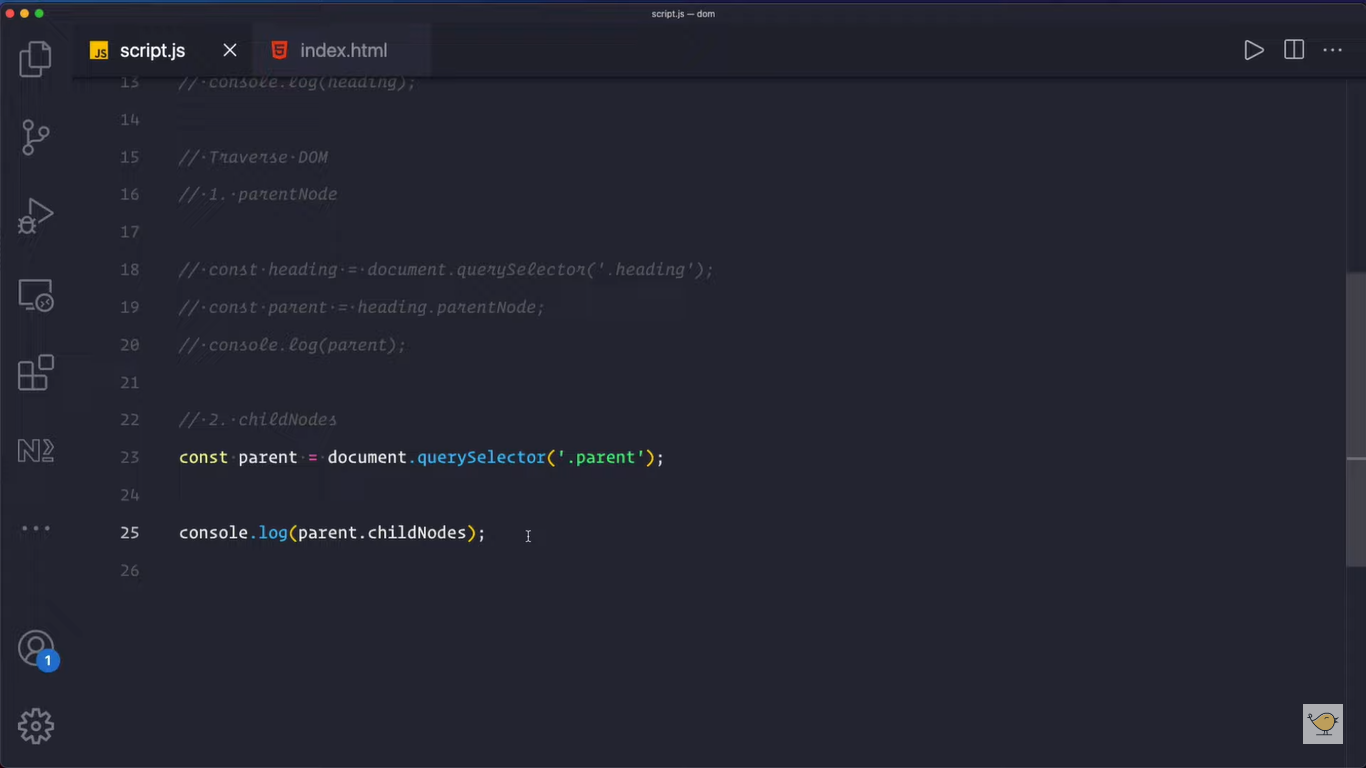 script.js — dom
JS script.js
index.html
13 // console.log(heading);
14
15 // Traverse DOM
16 // 1. parentNode
17
18 // const heading = document.querySelector('.heading');
19 // const parent = heading.parentNode;
20 // console.log(parent);
21
22 // 2. childNodes
23 const parent = document.querySelector('.parent');
24
25 console.log(parent.childNodes);
26
1